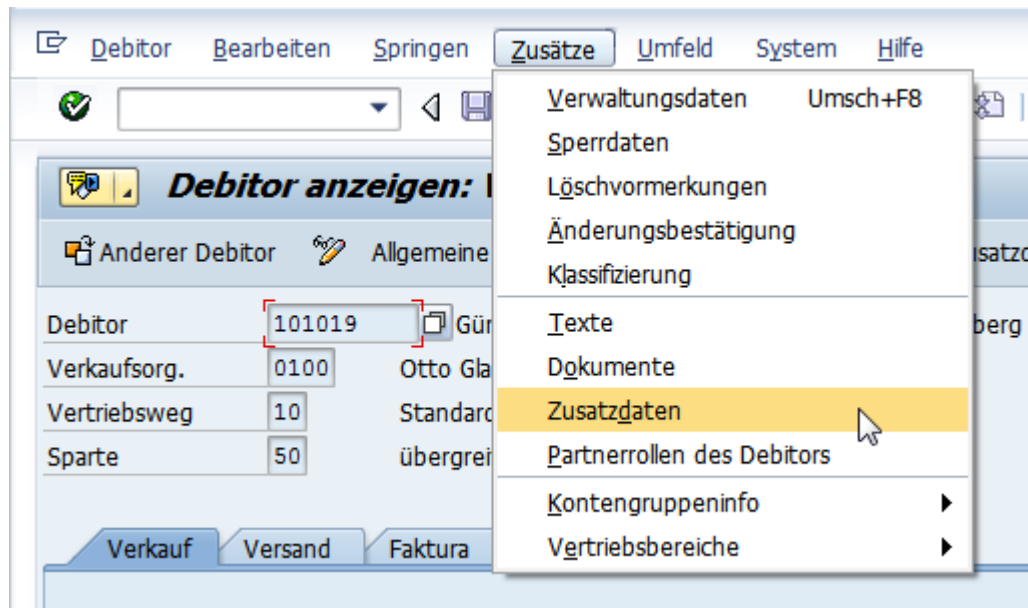 Debitor Bearbeiten Springen Zusätze Umfeld System Hilfe
Verwaltungsdaten Umsch+F8
Sperrdaten
Löschvormerkungen
Änderungsbestätigung
Klassifizierung
Texte
Dokumente
Zusatzdaten
Partnerrollen des Debitors
Kontengruppeninfo
Vertriebsbereiche
Debitor anzeigen:
Anderer Debitor Allgemeine
Debitor 101019
Verkaufsorg. 0100 Otto
Vertriebsweg 10 Standard
Sparte 50
Verkauf Versand Faktura